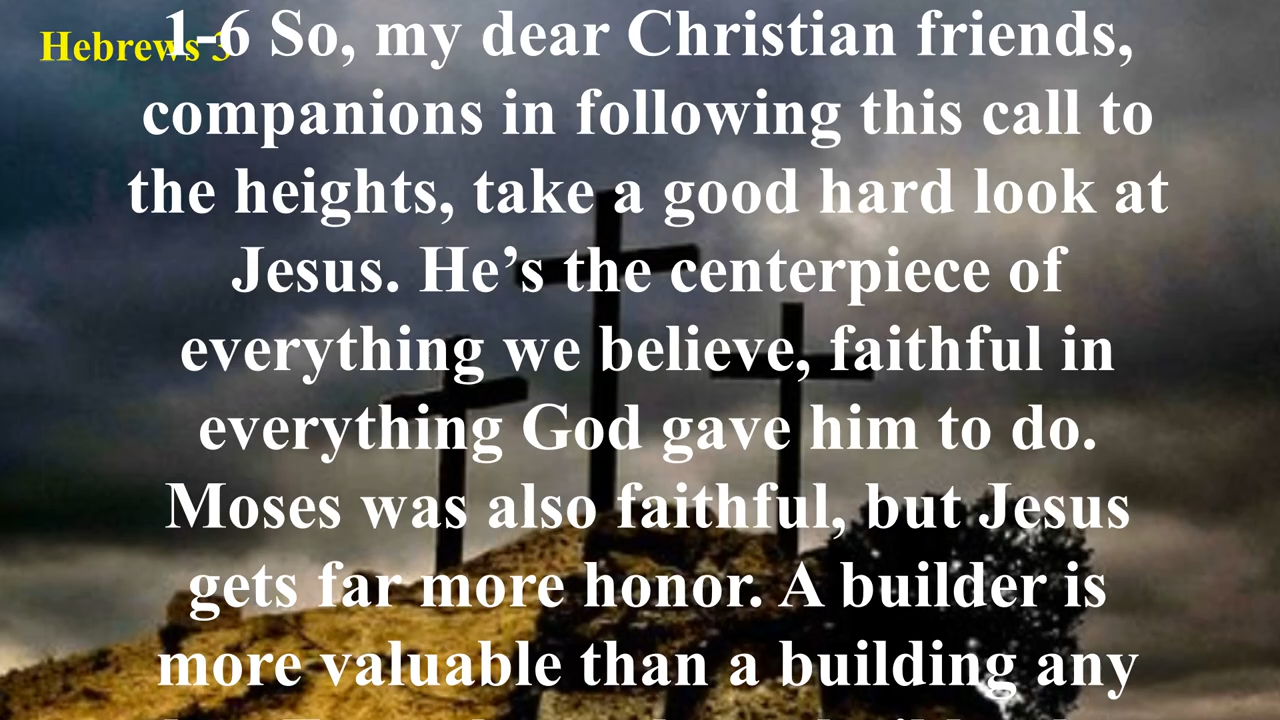 Hebrews 3
1-6 So, my dear Christian friends,
companions in following this call to
the heights, take a good hard look at
Jesus. He’s the centerpiece of
everything we believe, faithful in
everything God gave him to do.
Moses was also faithful, but Jesus
gets far more honor. A builder is
more valuable than a building any